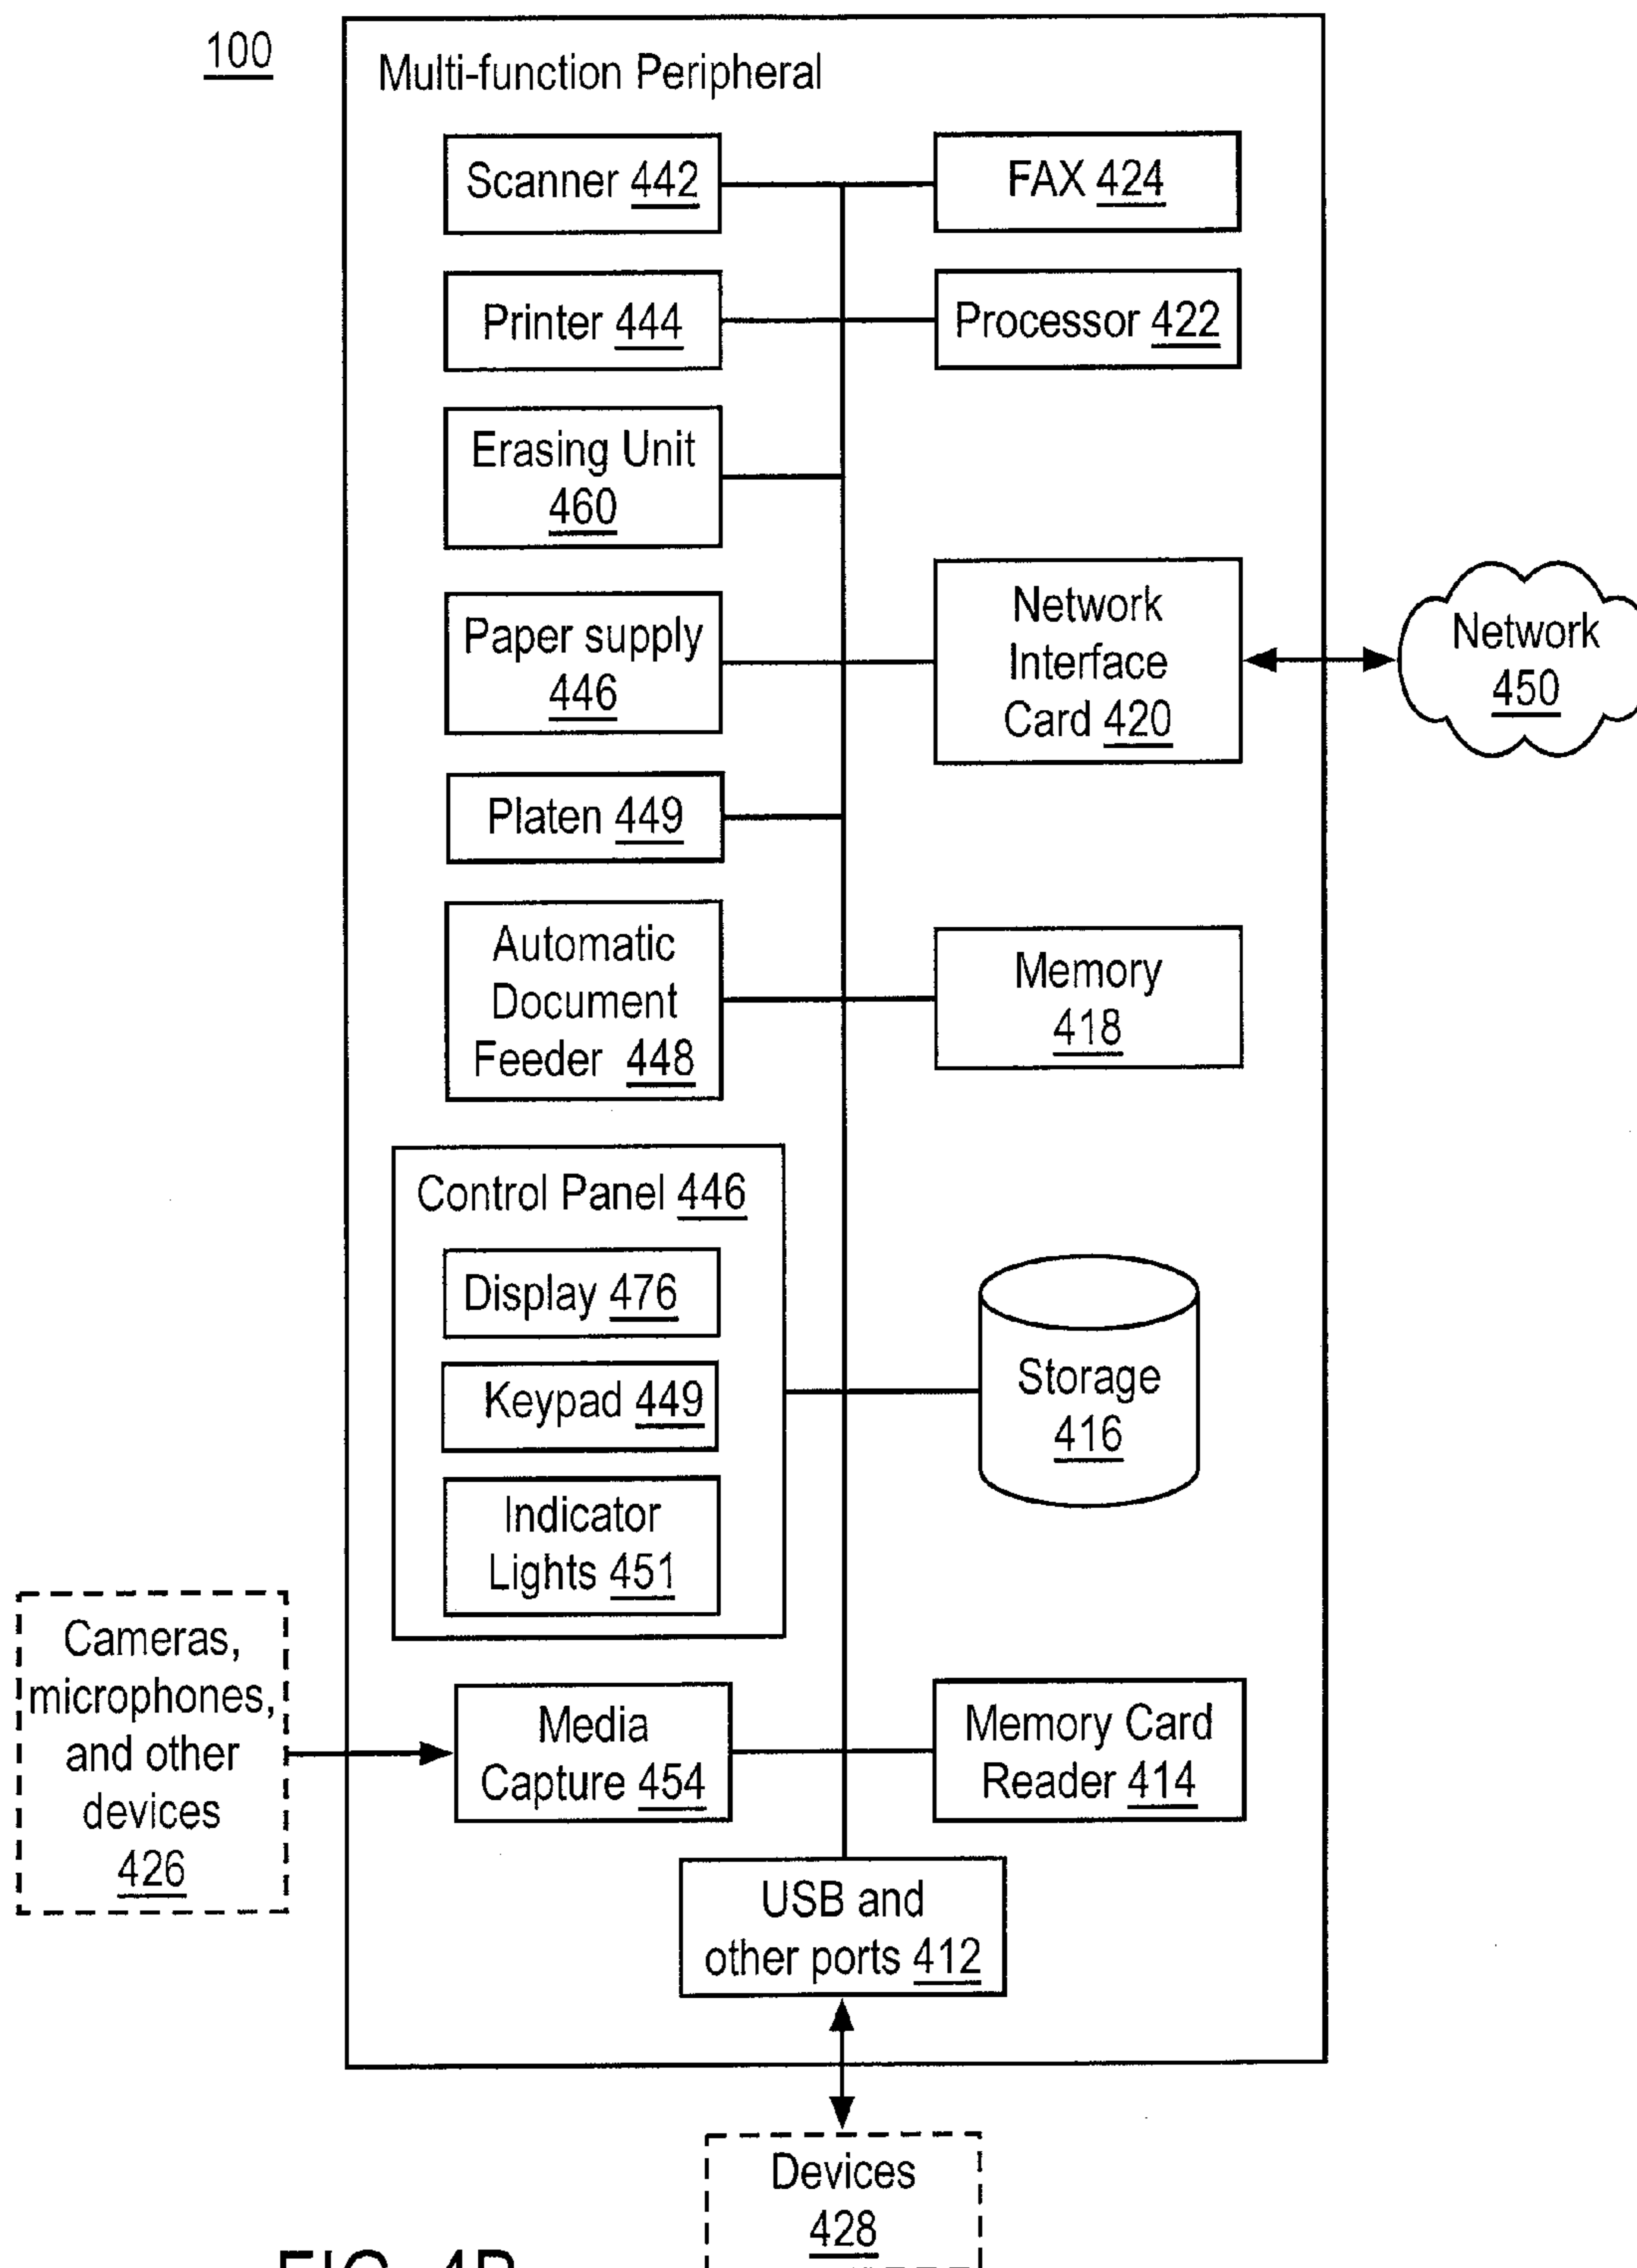 100
Multi-function Peripheral
Scanner 442
FAX 424
Printer 444
Processor 422
Erasing Unit
460
Paper supply
446
Network
Interface
Card 420
Network
450
Platen 449
Automatic
Document
Feeder 448
Memory
418
Control Panel 446
Display 476
Keypad 449
Indicator
Lights 451
Storage
416
Cameras,
microphones,
and other
devices
426
Media
Capture 454
Memory Card
Reader 414
USB and
other ports 412
Devices
428
FIG. 4B